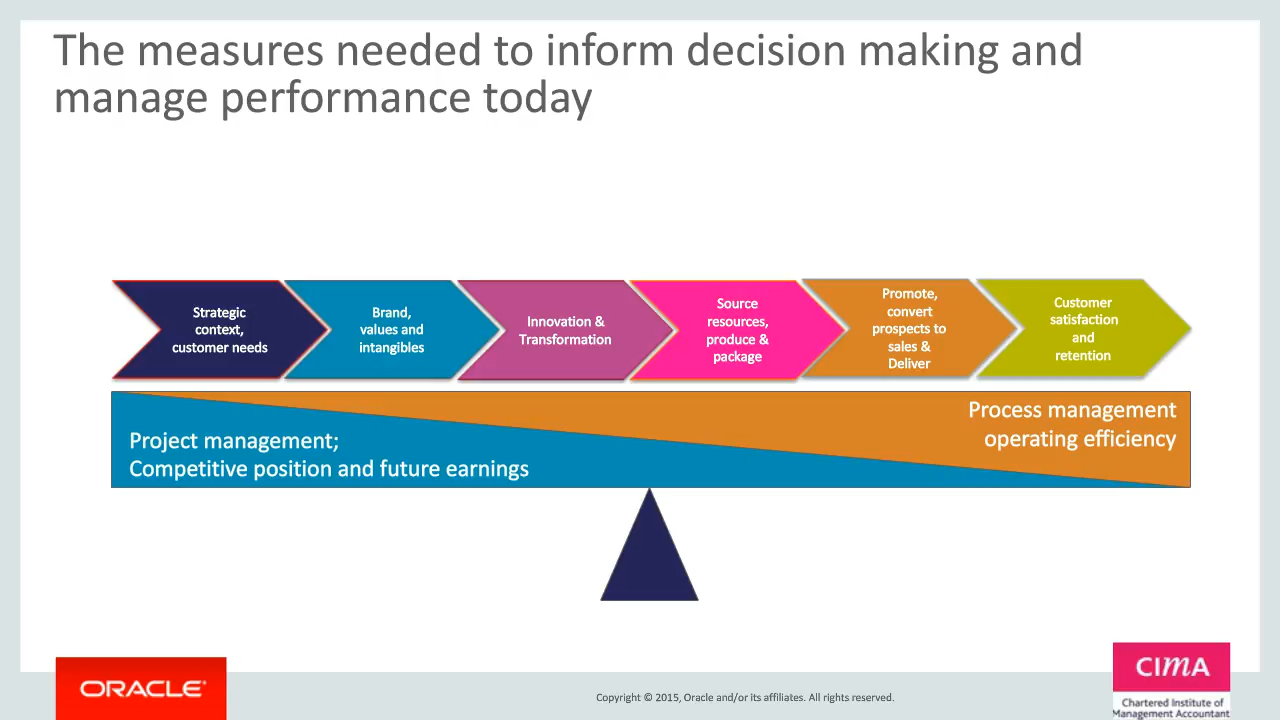 The measures needed to inform decision making and
manage performance today
Strategic
context,
customer needs
Brand,
values and
intangibles
Innovation &
Transformation
Source
resources,
produce &
package
Promote,
convert
prospects to
sales &
Deliver
Customer
satisfaction
and
retention
Process management
operating efficiency
Project management;
Competitive position and future earnings
ORACLE®
Copyright © 2015, Oracle and/or its affiliates. All rights reserved.
CIMA
Chartered Institute of
Management Accountant